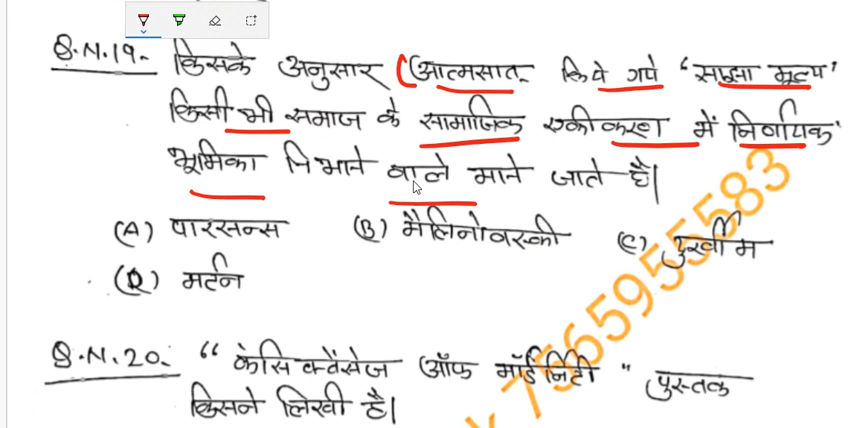 Q.N.19- किसके अनुसार (आत्मसात् किये गये "साझा मूल्य"
किसी भी समाज के सामाजिक एकीकरण में निर्णायक
भूमिका निभाने वाले माने जाते है।
(A) पारसन्स (B) मैलिनोवस्की (C) दुर्खीम
(D) मर्टन
7565955583
Q.N.20- "कंसिक्वेंसेज ऑफ मॉडर्निटी" पुस्तक
किसने लिखी है।